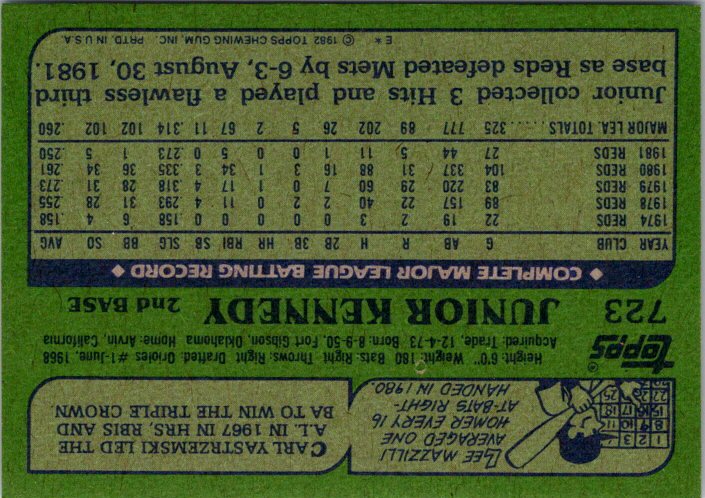 LEE MAZZILLI
AVERAGED ONE
HOMER EVERY 16
AT-BATS RIGHT-
HANDED IN 1980.
CARL YASTRZEMSKI LED THE
A.L. IN 1967 IN HRS, RBIS AND
BA TO WIN THE TRIPLE CROWN.
Topps®
Height: 6'0" Weight: 180 Bats: Right Throws: Right Drafted: Orioles #1-June, 1968
Acquired: Trade, 12-4-73 Born: 8-9-50, Fort Gibson, Oklahoma Home: Arvin, California
723 JUNIOR KENNEDY 2nd BASE
◆ COMPLETE MAJOR LEAGUE BATTING RECORD ◆
YEAR CLUB G AB R H 2B 3B HR RBI SB SLG BB SO AVG
1974 REDS 22 19 2 3 0 0 0 0 0 .158 6 4 .158
1978 REDS 89 157 22 40 2 2 0 11 4 .293 31 28 .255
1979 REDS 83 220 29 60 7 0 1 17 4 .318 28 31 .273
1980 REDS 104 337 31 88 16 3 1 34 3 .335 36 34 .261
1981 REDS 27 44 5 11 1 0 0 5 0 .273 1 5 .250
MAJOR LEA. TOTALS ..... 325 777 89 202 26 5 2 67 11 .314 102 102 .260
Junior collected 3 Hits and played a flawless third
base as Reds defeated Mets by 6-3, August 30, 1981.
E* © 1982 TOPPS CHEWING GUM, INC. PRTD. IN U.S.A.